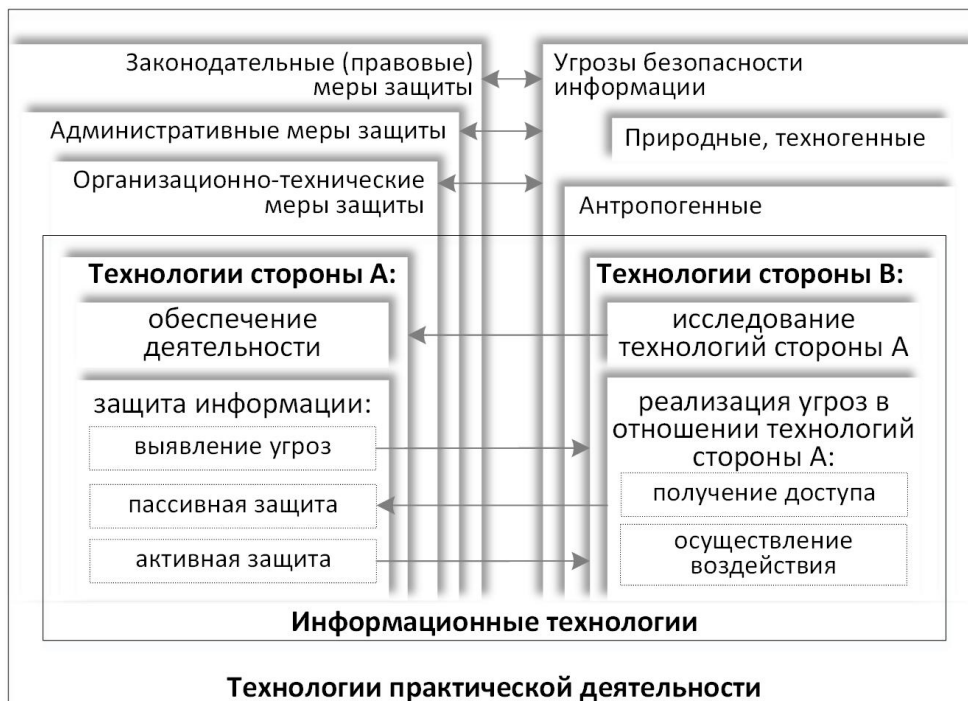 Законодательные (правовые)
меры защиты
Угрозы безопасности
информации
Административные меры защиты
Природные, техногенные
Организационно-технические
меры защиты
Антропогенные
Технологии стороны А:
Технологии стороны В:
обеспечение
деятельности
исследование
технологий стороны А
защита информации:
реализация угроз в
отношении технологий
стороны А:
выявление угроз
получение доступа
пассивная защита
осуществление
воздействия
активная защита
Информационные технологии
Технологии практической деятельности